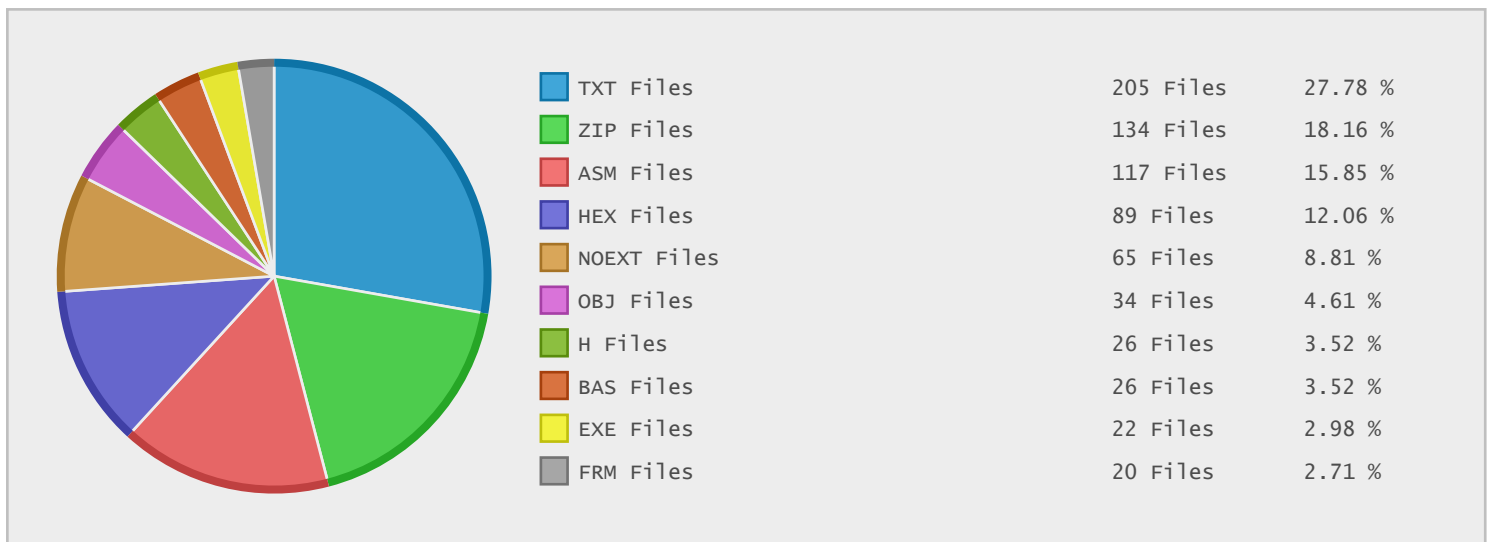 TXT Files 205 Files 27.78 %
ZIP Files 134 Files 18.16 %
ASM Files 117 Files 15.85 %
HEX Files 89 Files 12.06 %
NOEXT Files 65 Files 8.81 %
OBJ Files 34 Files 4.61 %
H Files 26 Files 3.52 %
BAS Files 26 Files 3.52 %
EXE Files 22 Files 2.98 %
FRM Files 20 Files 2.71 %